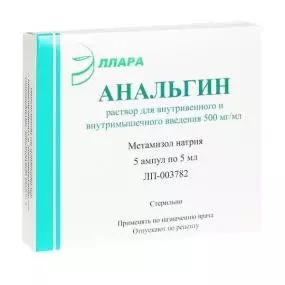 ЛЛАРА
АНАЛЬГИН
раствор для внутривенного и
внутримышечного введения 500 мг/мл
Метамизол натрия
5 ампул по 5 мл
ЛП-003782
Стерильно
Применять по назначению врача
Отпускают по рецепту